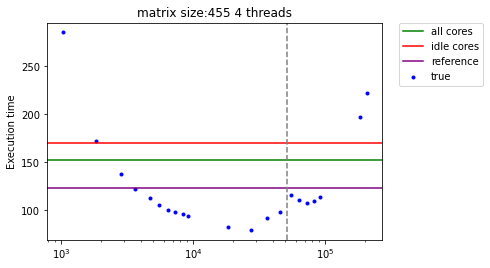 matrix size:455 4 threads
all cores
idle cores
reference
true
Execution time
250
200
150
100
10³
10⁴
10⁵